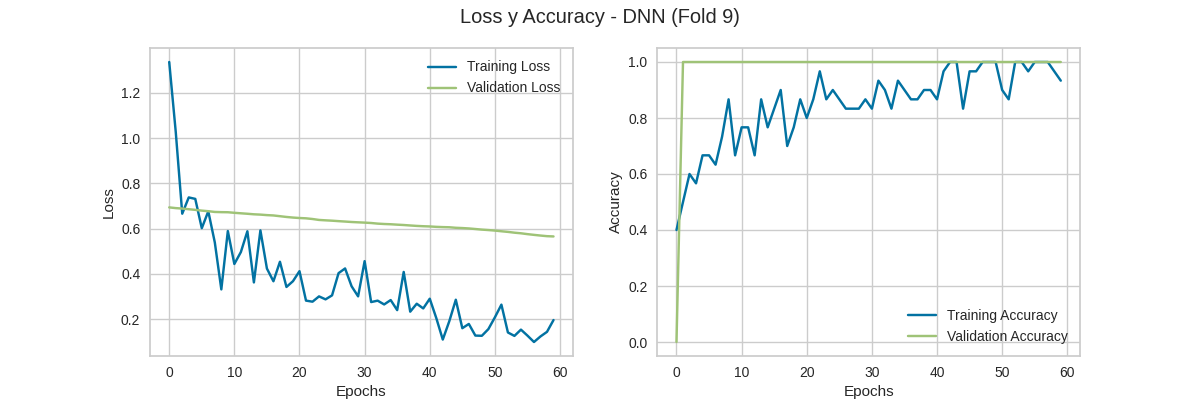 Loss y Accuracy - DNN (Fold 9)
Training Loss
Validation Loss
1.2
1.0
0.8
0.6
0.4
0.2
Loss
0 10 20 30 40 50 60
Epochs
1.0
0.8
0.6
0.4
0.2
0.0
Accuracy
Training Accuracy
Validation Accuracy
0 10 20 30 40 50 60
Epochs